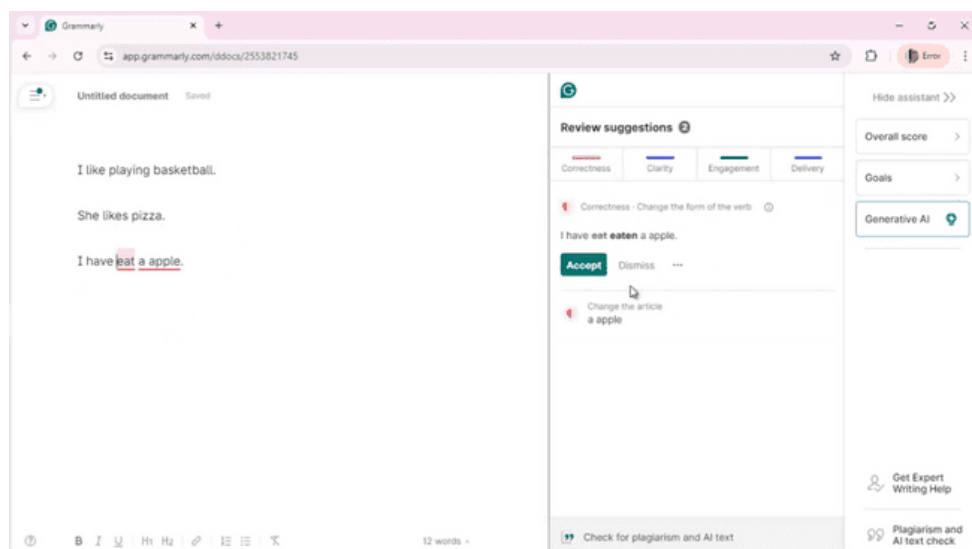 Grammarly
app.grammarly.com/ddocs/2553821745
Error
Untitled document Saved
I like playing basketball.
She likes pizza.
I have eat a apple.
Review suggestions 2
Correctness Clarity Engagement Delivery
Correctness · Change the form of the verb
I have eat eaten a apple.
Accept Dismiss
Change the article
a apple
Hide assistant
Overall score
Goals
Generative AI
Get Expert
Writing Help
Plagiarism and
AI text check
Check for plagiarism and AI text
B I U H1 H2
12 words